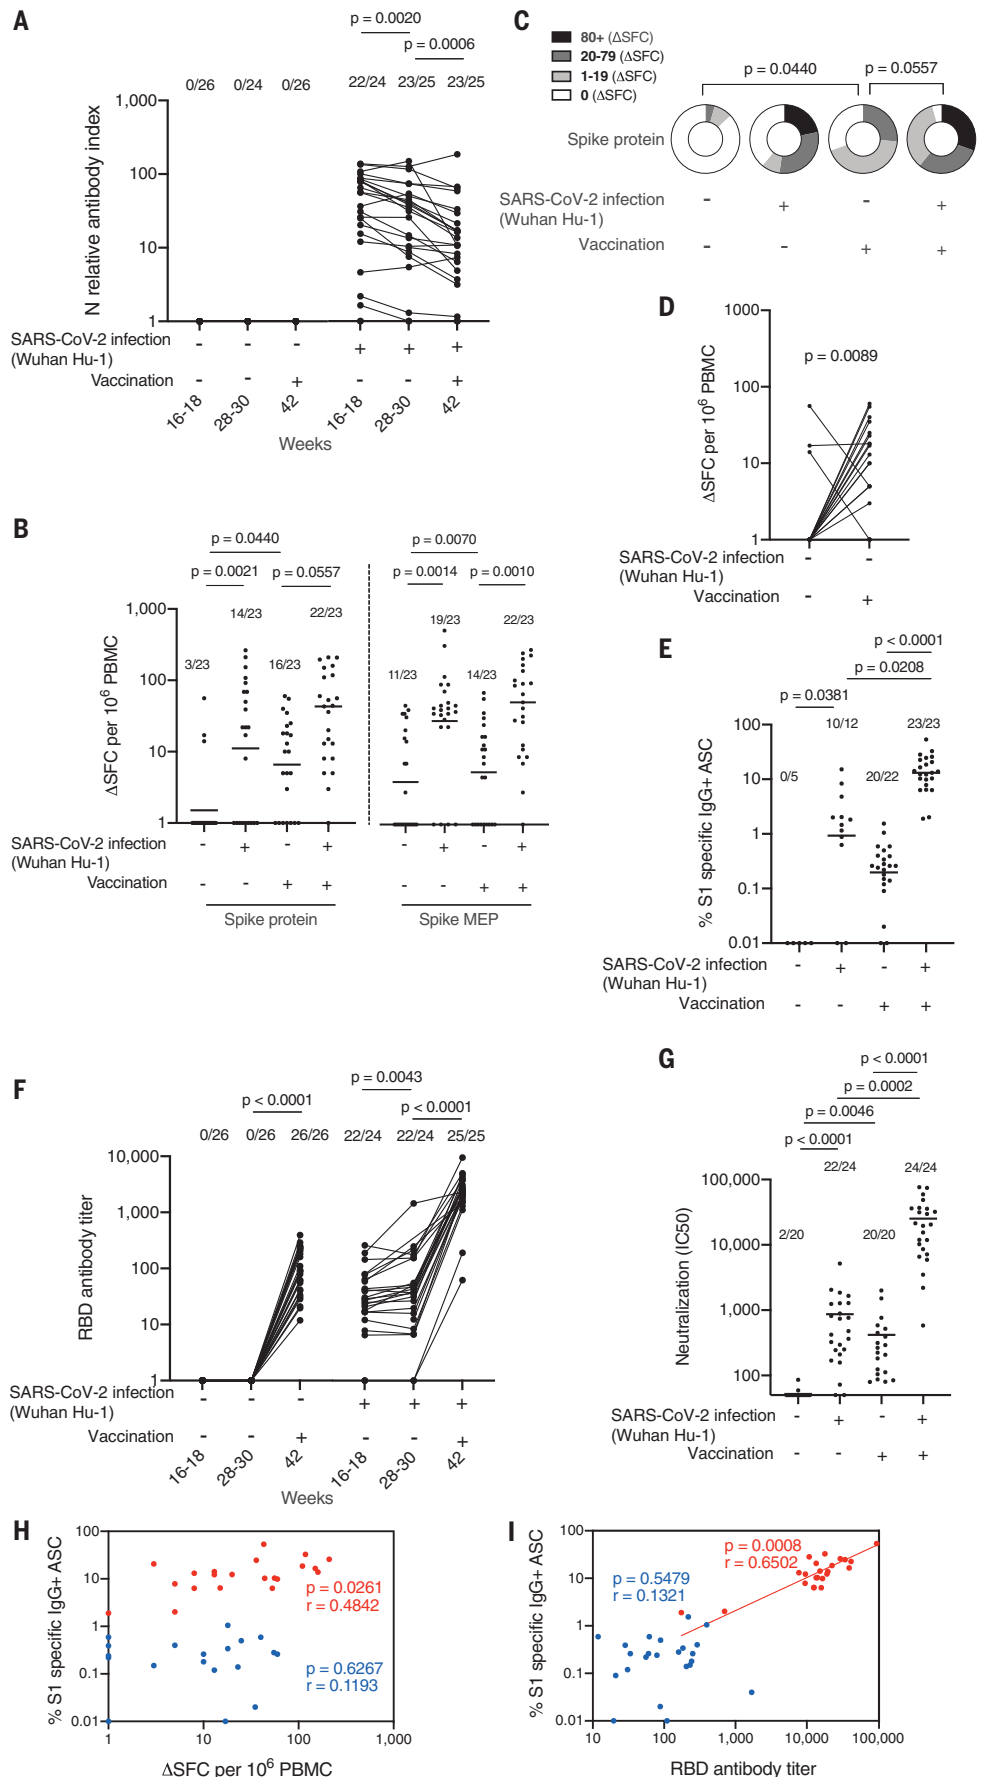 A
p = 0.0020
p = 0.0006
0/26 0/24 0/26 22/24 23/25 23/25
1,000
100
10
1
N relative antibody index
SARS-CoV-2 infection - - - + + +
(Wuhan Hu-1)
Vaccination - - + - - +
16-18 28-30 42 16-18 28-30 42
Weeks
C
80+ (ΔSFC)
20-79 (ΔSFC)
1-19 (ΔSFC)
0 (ΔSFC)
p = 0.0440
p = 0.0557
Spike protein
SARS-CoV-2 infection - + - +
(Wuhan Hu-1)
Vaccination - - + +
D
1000
100
10
1
ΔSFC per 10⁶ PBMC
p = 0.0089
SARS-CoV-2 infection - -
(Wuhan Hu-1)
Vaccination - +
B
p = 0.0440
p = 0.0070
p = 0.0021 p = 0.0557 p = 0.0014 p = 0.0010
3/23 14/23 16/23 22/23 11/23 19/23 14/23 22/23
1,000
100
10
1
ΔSFC per 10⁶ PBMC
SARS-CoV-2 infection - + - + - + - +
(Wuhan Hu-1)
Vaccination - - + + - - + +
Spike protein Spike MEP
E
p < 0.0001
p = 0.0208
p = 0.0381
0/5 10/12 20/22 23/23
100
10
1
0.1
0.01
% S1 specific IgG+ ASC
SARS-CoV-2 infection - + - +
(Wuhan Hu-1)
Vaccination - - + +
F
p = 0.0043
p < 0.0001 p < 0.0001
0/26 0/26 26/26 22/24 22/24 25/25
10,000
1,000
100
10
1
RBD antibody titer
SARS-CoV-2 infection - - - + + +
(Wuhan Hu-1)
Vaccination - - + - - +
16-18 28-30 42 16-18 28-30 42
Weeks
G
p < 0.0001
p = 0.0002
p = 0.0046
p < 0.0001
2/20 22/24 20/20 24/24
100,000
10,000
1,000
100
Neutralization (IC50)
SARS-CoV-2 infection - + - +
(Wuhan Hu-1)
Vaccination - - + +
H
100
10
1
0.1
0.01
% S1 specific IgG+ ASC
p = 0.0261
r = 0.4842
p = 0.6267
r = 0.1193
1 10 100 1,000
ΔSFC per 10⁶ PBMC
I
100
10
1
0.1
0.01
% S1 specific IgG+ ASC
p = 0.0008
r = 0.6502
p = 0.5479
r = 0.1321
10 100 1,000 10,000 100,000
RBD antibody titer